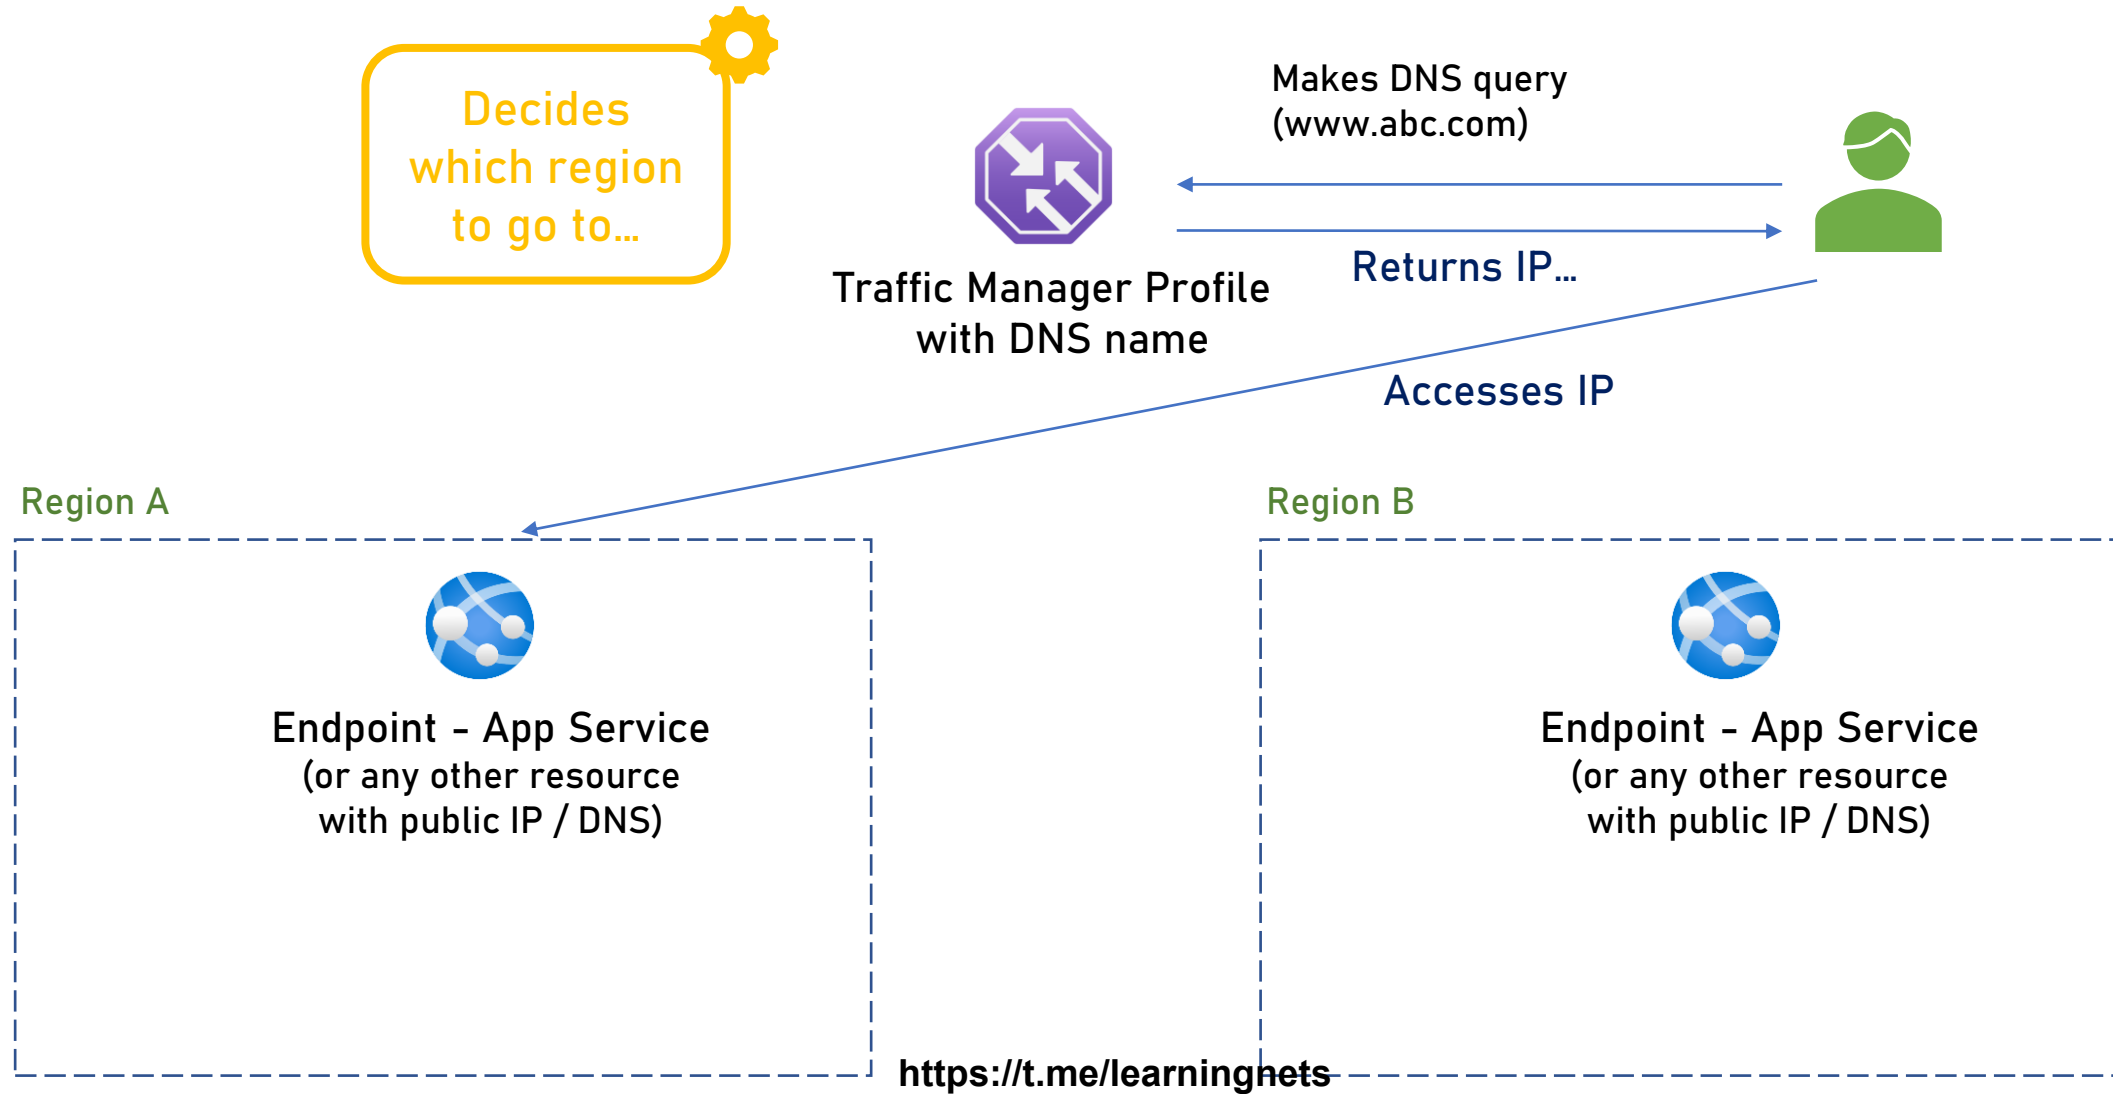 Decides
which region
to go to…
Makes DNS query
(www.abc.com)
Returns IP…
Traffic Manager Profile
with DNS name
Accesses IP
Region A
Endpoint - App Service
(or any other resource
with public IP / DNS)
Region B
Endpoint - App Service
(or any other resource
with public IP / DNS)
https://t.me/learningnets